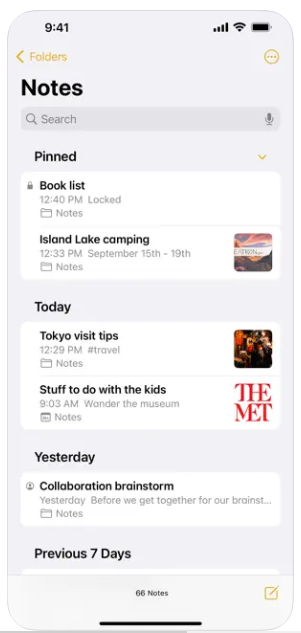 9:41
Folders
Notes
Search
Pinned
Book list
12:40 PM Locked
Notes
Island Lake camping
12:33 PM September 15th - 19th
Notes
Today
Tokyo visit tips
12:29 PM #travel
Notes
Stuff to do with the kids
9:03 AM Wander the museum
Notes
THE
MET
Yesterday
Collaboration brainstorm
Yesterday Before we get together for our brainst...
Notes
Previous 7 Days
66 Notes